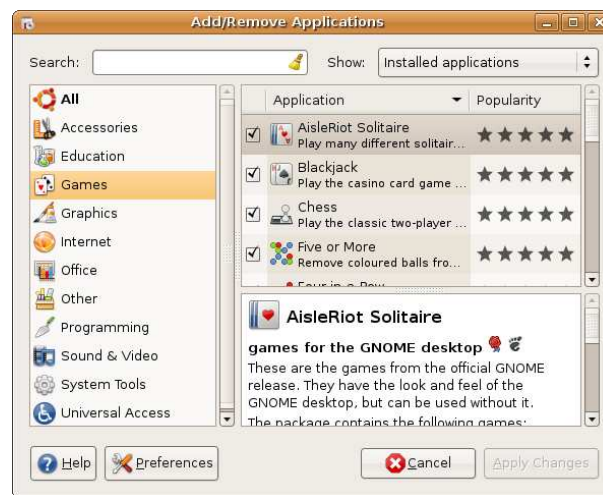 Add/Remove Applications
Search:
Show:
Installed applications
All
Accessories
Education
Games
Graphics
Internet
Office
Other
Programming
Sound & Video
System Tools
Universal Access
Application
Popularity
AisleRiot Solitaire
Play many different solitair...
Blackjack
Play the casino card game ...
Chess
Play the classic two-player ...
Five or More
Remove coloured balls fro...
Four-in-a-Row
AisleRiot Solitaire
games for the GNOME desktop
These are the games from the official GNOME
release. They have the look and feel of the
GNOME desktop, but can be used without it.
The package contains the following games:
Help
Preferences
Cancel
Apply Changes